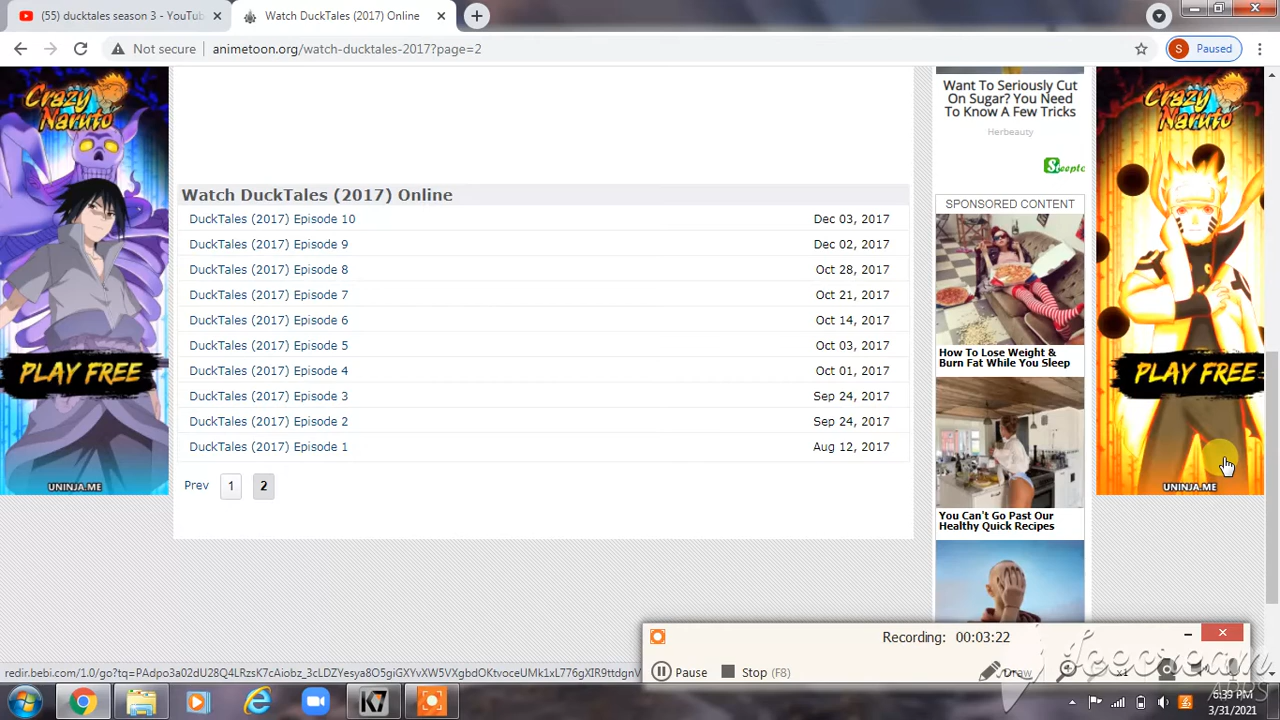 (55) ducktales season 3 - YouTub
Watch DuckTales (2017) Online
Not secure
animetoon.org/watch-ducktales-2017?page=2
S
Paused
Crazy
Naruto
PLAY FREE
UNINJA.ME
Want To Seriously Cut
On Sugar? You Need
To Know A Few Tricks
Herbeauty
Watch DuckTales (2017) Online
DuckTales (2017) Episode 10 Dec 03, 2017
DuckTales (2017) Episode 9 Dec 02, 2017
DuckTales (2017) Episode 8 Oct 28, 2017
DuckTales (2017) Episode 7 Oct 21, 2017
DuckTales (2017) Episode 6 Oct 14, 2017
DuckTales (2017) Episode 5 Oct 03, 2017
DuckTales (2017) Episode 4 Oct 01, 2017
DuckTales (2017) Episode 3 Sep 24, 2017
DuckTales (2017) Episode 2 Sep 24, 2017
DuckTales (2017) Episode 1 Aug 12, 2017
Prev 1 2
SPONSORED CONTENT
How To Lose Weight &
Burn Fat While You Sleep
You Can't Go Past Our
Healthy Quick Recipes
Crazy
Naruto
PLAY FREE
UNINJA.ME
Recording: 00:03:22
Pause
Stop (F8)
Draw
x1
Icecream
APPS
K7
6:39 PM
3/31/2021